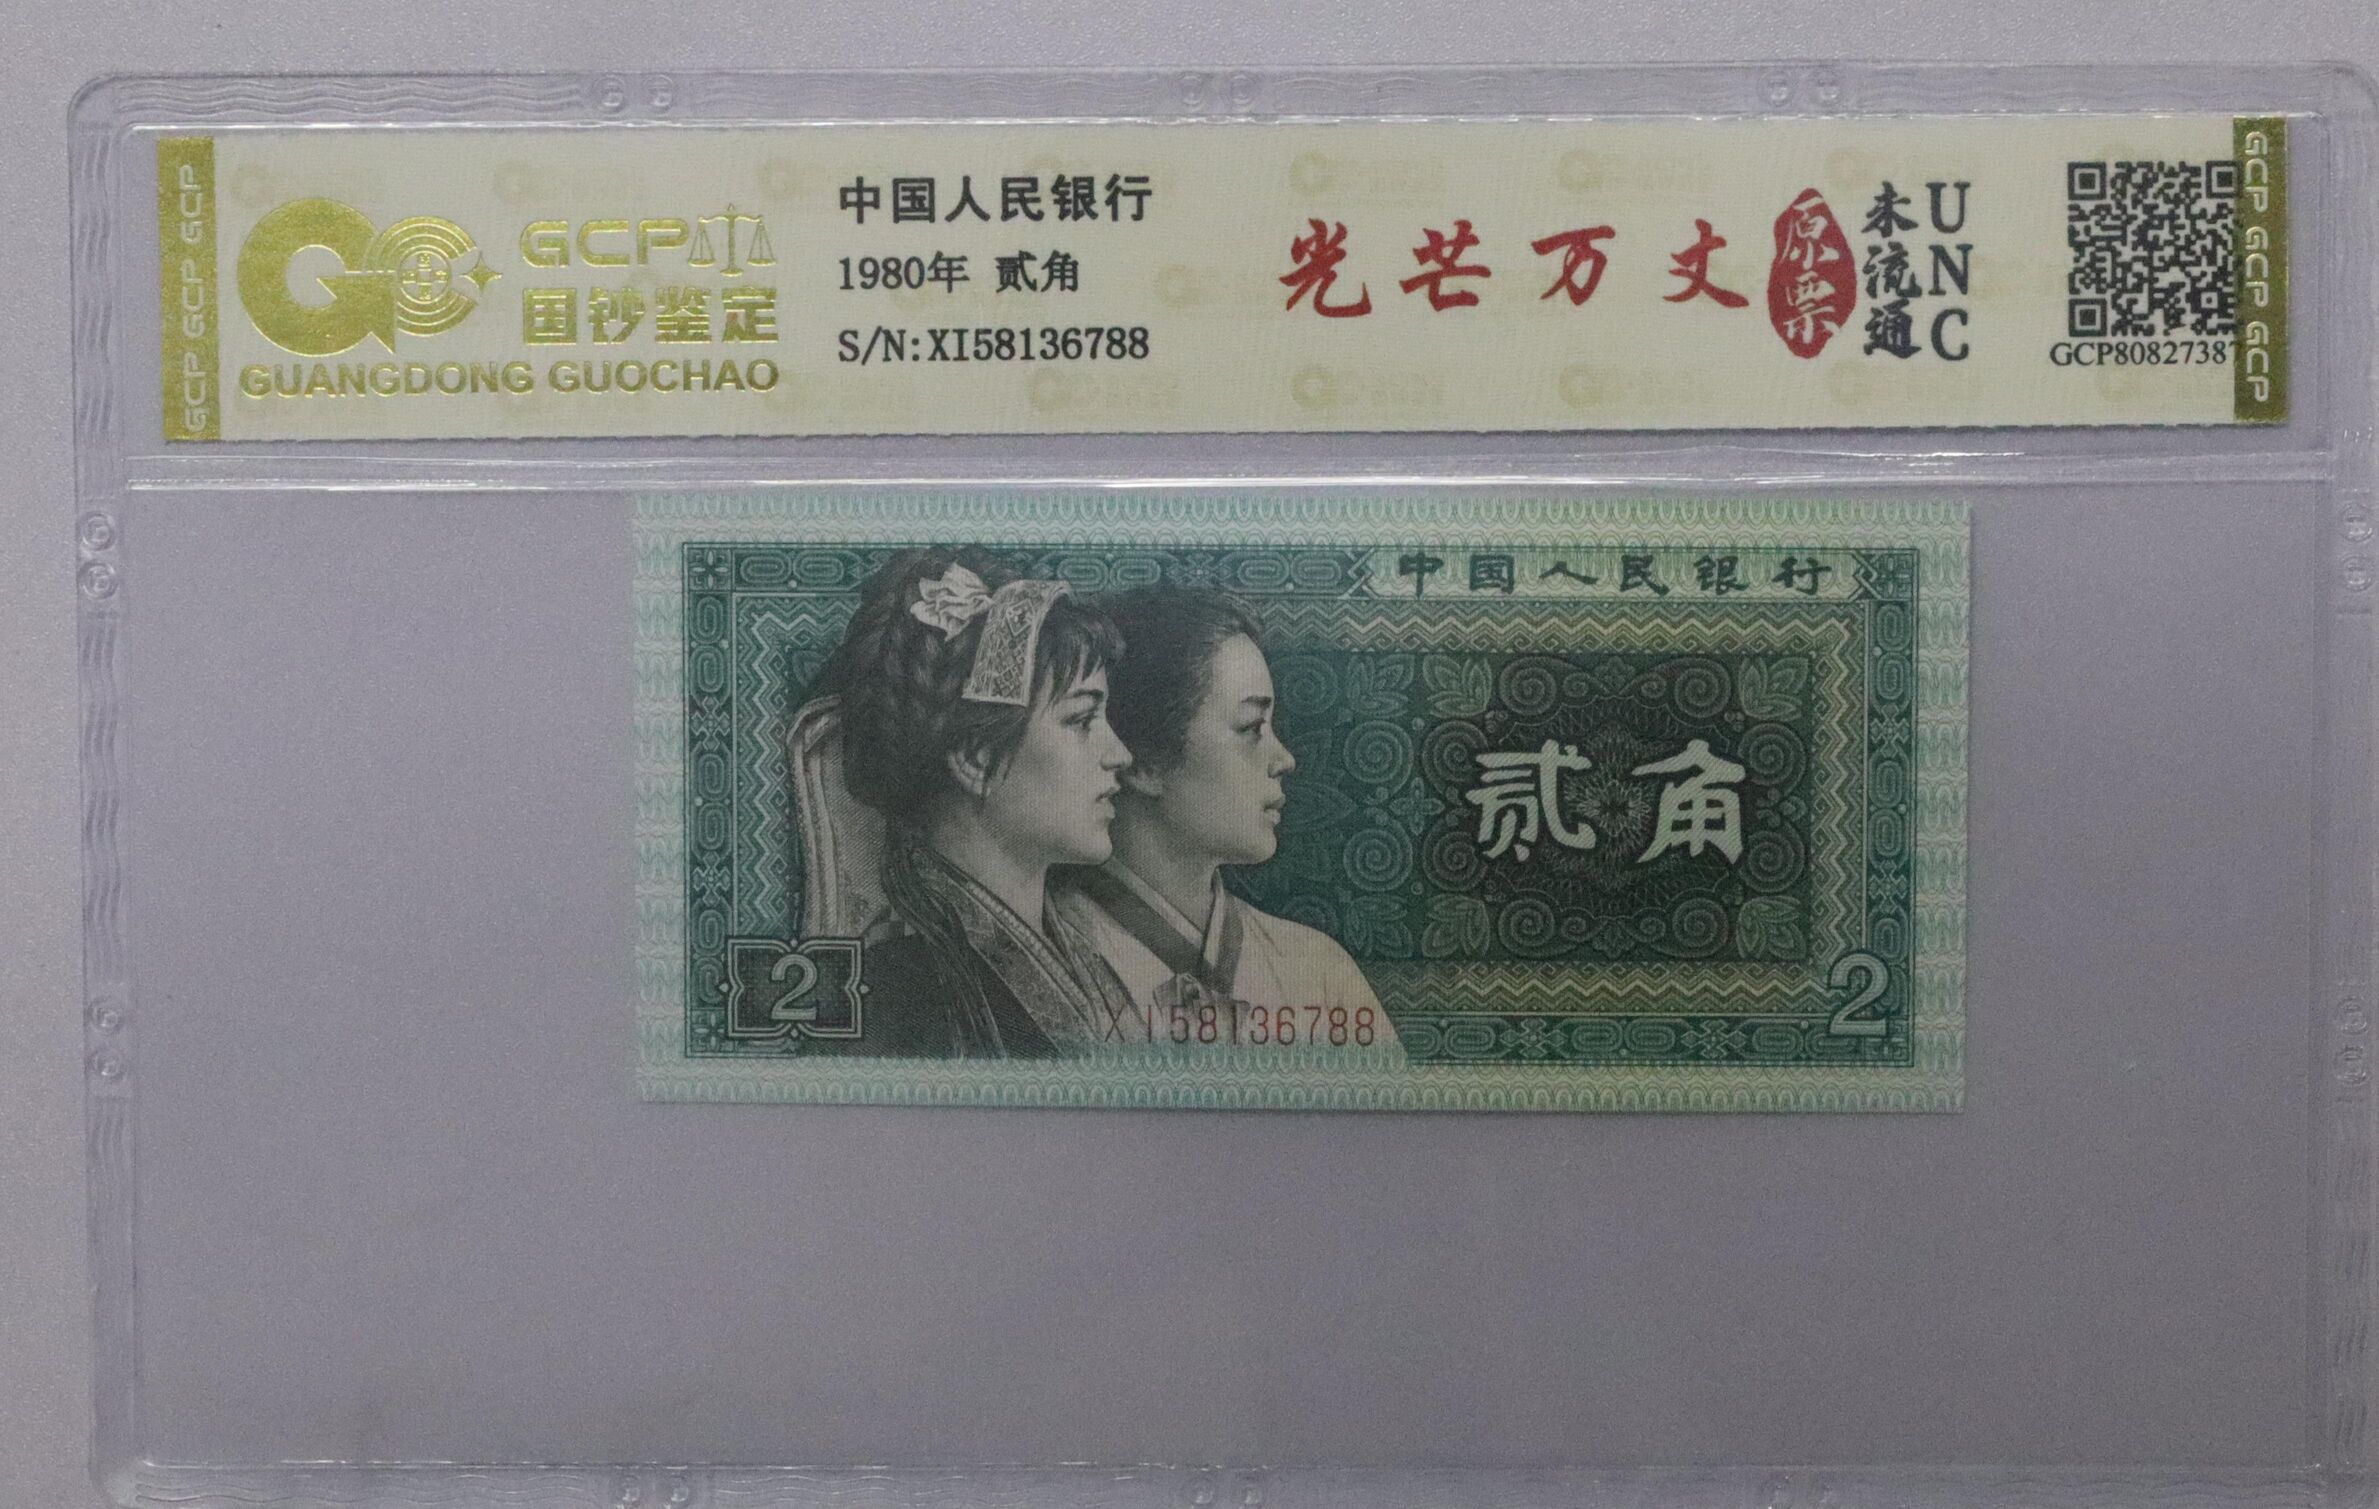 GCP GCP GCP
GCP
国钞鉴定
GUANGDONG GUOCHAO
中国人民银行
1980年 贰角
S/N:XI58136788
光芒万丈
原票
未流通
UNC
GCP8082738
GCP GCP GCP
中国人民银行
贰角
2
XI58136788
2